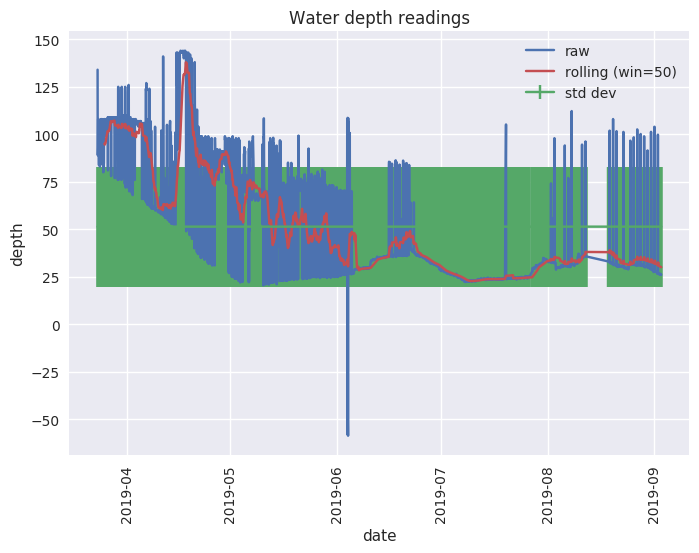 Water depth readings
raw
rolling (win=50)
std dev
150
125
100
75
50
25
0
−25
−50
depth
2019-04
2019-05
2019-06
2019-07
2019-08
2019-09
date